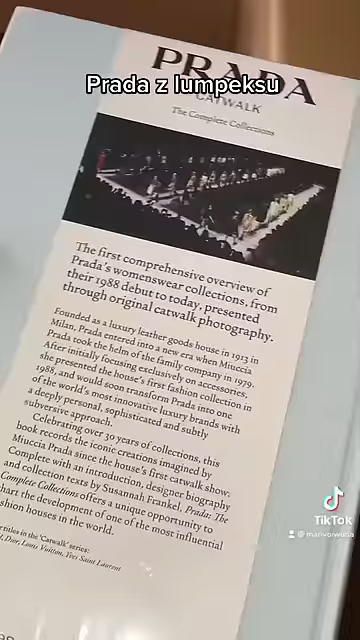 PRADA
Prada z lumpeksu
CATWALK
The Complete Collections
The first comprehensive overview of
Prada's womenswear collections, from
their 1988 debut to today, presented
through original catwalk photography.
Founded as a luxury leather goods house in 1913 in
Milan, Prada entered into a new era when Miuccia
Prada took the helm of the family company in 1979.
After initially focusing exclusively on accessories,
she presented the house's first fashion collection in
1988, and would soon transform Prada into one
of the world's most innovative luxury brands with
a deeply personal, sophisticated and subtly
subversive approach.
Celebrating over 30 years of collections, this
book records the iconic creations imagined by
Miuccia Prada since the house's first catwalk show.
Complete with an introduction, designer biography
and collection texts by Susannah Frankel, Prada: The
Complete Collections offers a unique opportunity to
chart the development of one of the most influential
fashion houses in the world.
titles in the 'Catwalk' series:
Dior, Louis Vuitton, Yves Saint Laurent
TikTok